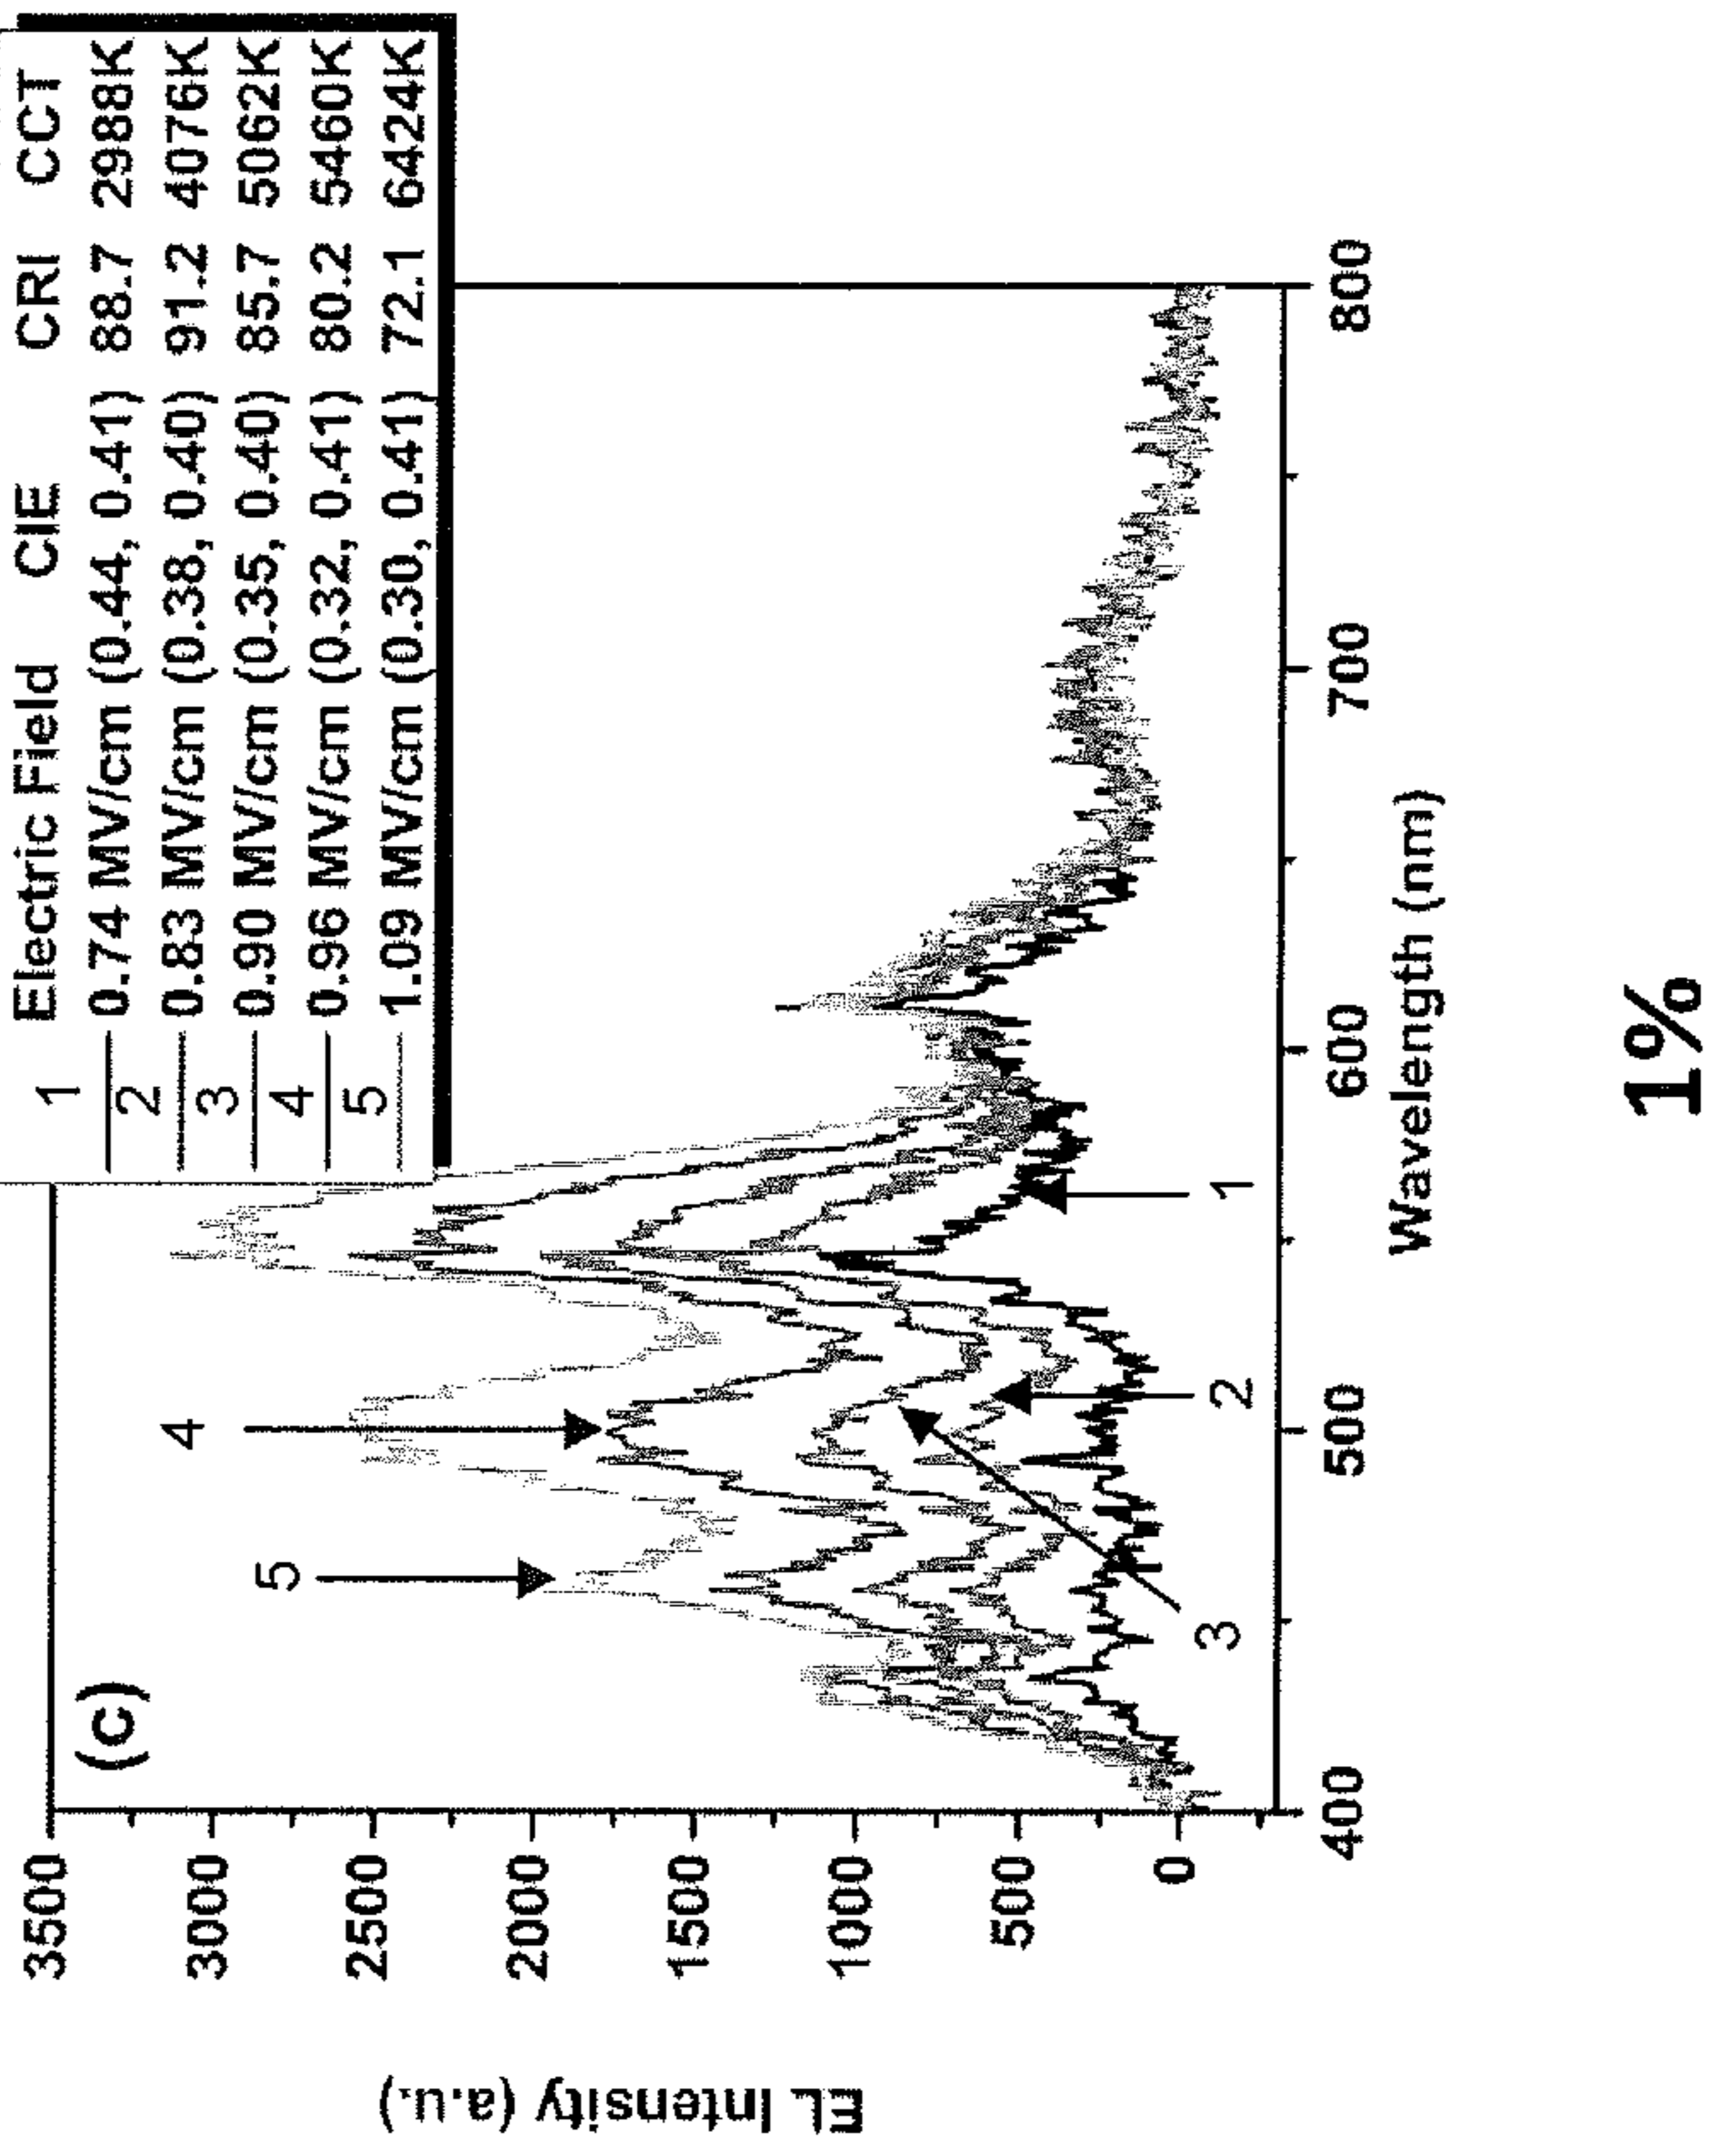 Electric Field CIE CRI CCT
1 0.74 MV/cm (0.44, 0.41) 88.7 2988K
2 0.83 MV/cm (0.38, 0.40) 91.2 4076K
3 0.90 MV/cm (0.35, 0.40) 85.7 5062K
4 0.96 MV/cm (0.32, 0.41) 80.2 5460K
5 1.09 MV/cm (0.30, 0.41) 72.1 6424K
(c)
3500
3000
2500
2000
1500
1000
500
0
EL Intensity (a.u.)
5
4
3
2
1
400 500 600 700 800
Wavelength (nm)
1%